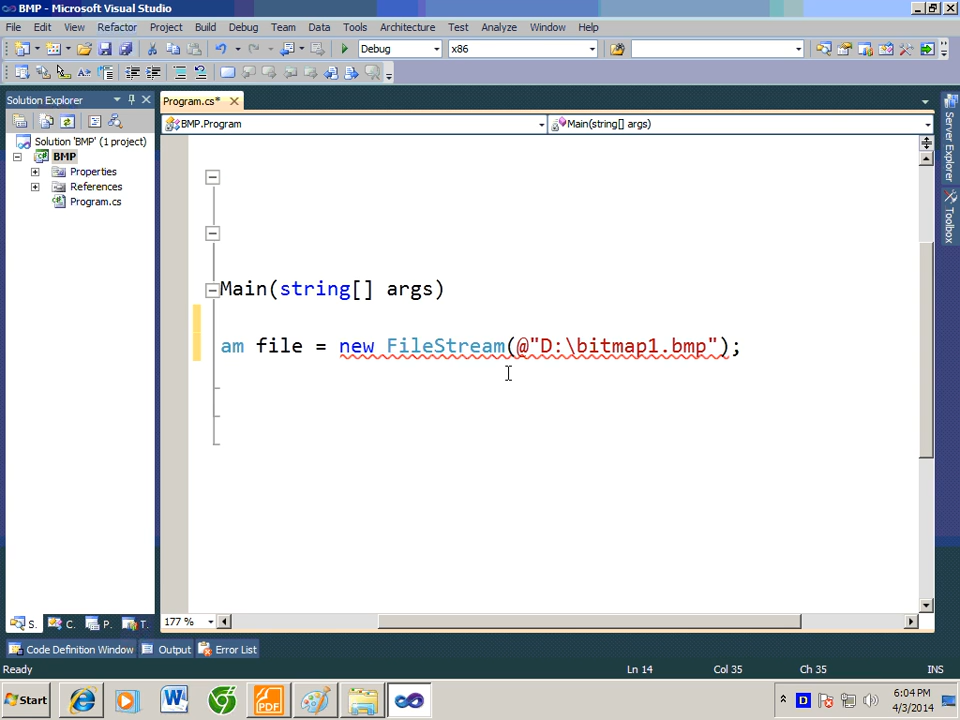 BMP - Microsoft Visual Studio
File Edit View Refactor Project Build Debug Team Data Tools Architecture Test Analyze Window Help
Debug x86
Solution Explorer
Program.cs*
BMP.Program
Main(string[] args)
Solution 'BMP' (1 project)
BMP
Properties
References
Program.cs
Main(string[] args)
am file = new FileStream(@"D:\bitmap1.bmp");
Server Explorer
Toolbox
S. C. P. T.
177 %
Code Definition Window Output Error List
Ready Ln 14 Col 35 Ch 35 INS
Start
W
PDF
D
6:04 PM
4/3/2014